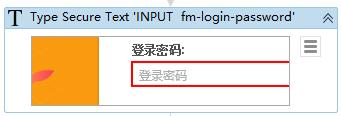 T Type Secure Text 'INPUT  fm-login-password'
登录密码:
登录密码